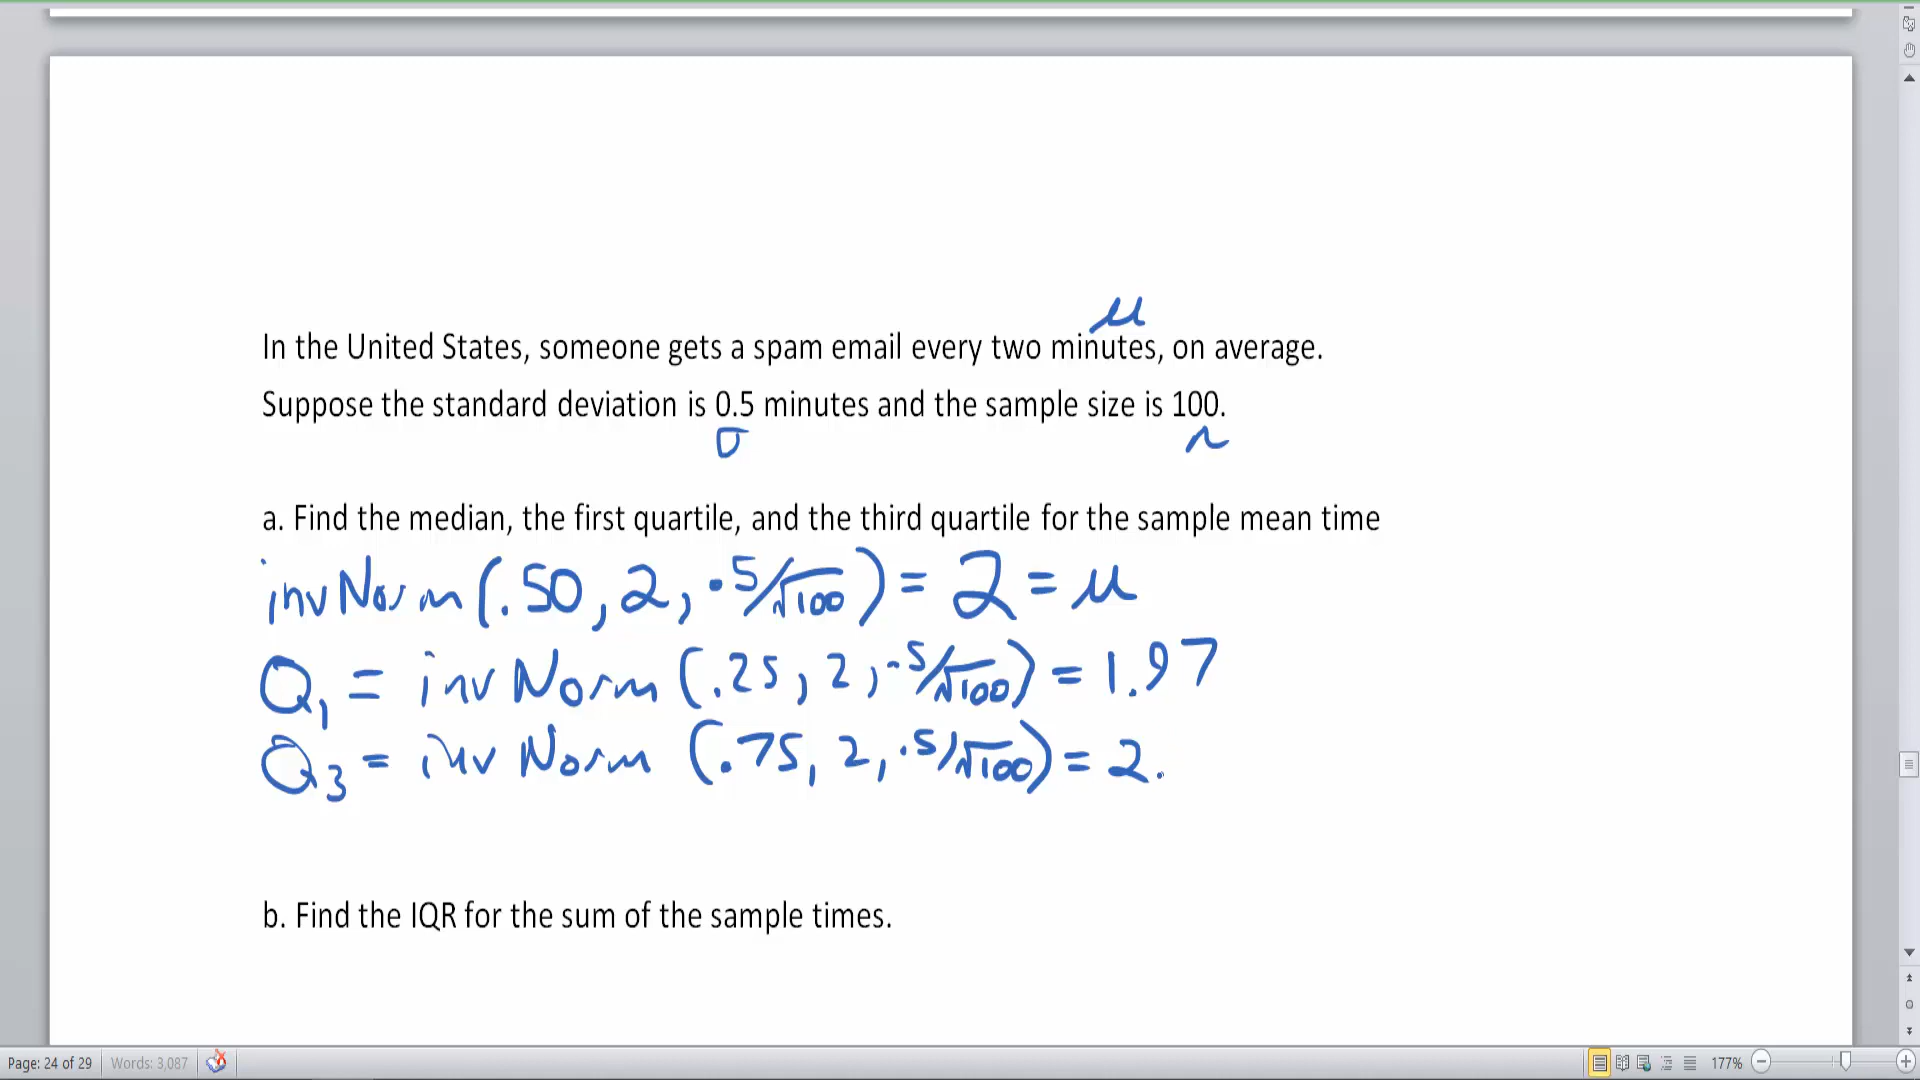 μ
In the United States, someone gets a spam email every two minutes, on average.
Suppose the standard deviation is 0.5 minutes and the sample size is 100.
σ n
a. Find the median, the first quartile, and the third quartile for the sample mean time
invNorm(.50, 2, .5/√100) = 2 = μ
Q1 = invNorm (.25, 2, .5/√100) = 1.97
Q3 = invNorm (.75, 2, .5/√100) = 2.
b. Find the IQR for the sum of the sample times.
Page: 24 of 29 Words: 3,087 177%